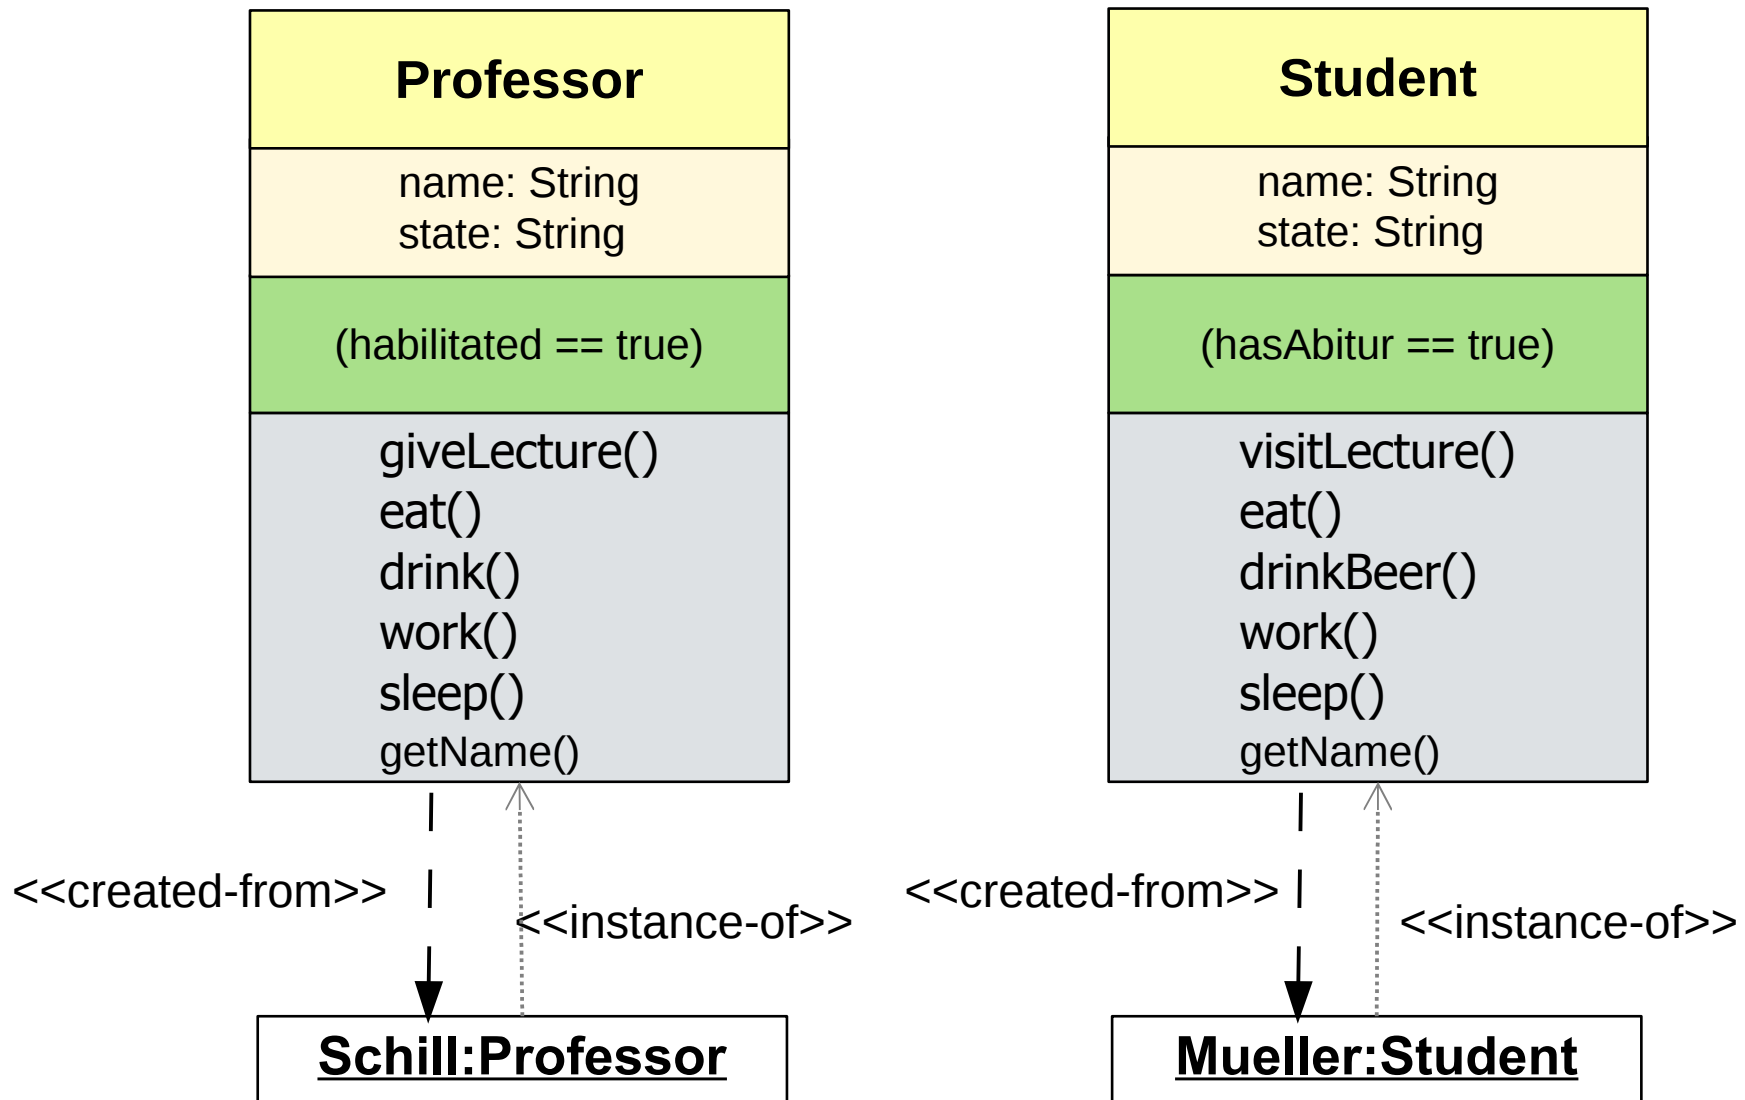 Professor
name: String
state: String
(habilitated == true)
giveLecture()
eat()
drink()
work()
sleep()
getName()
<<created-from>>
<<instance-of>>
Schill:Professor
Student
name: String
state: String
(hasAbitur == true)
visitLecture()
eat()
drinkBeer()
work()
sleep()
getName()
<<created-from>>
<<instance-of>>
Mueller:Student